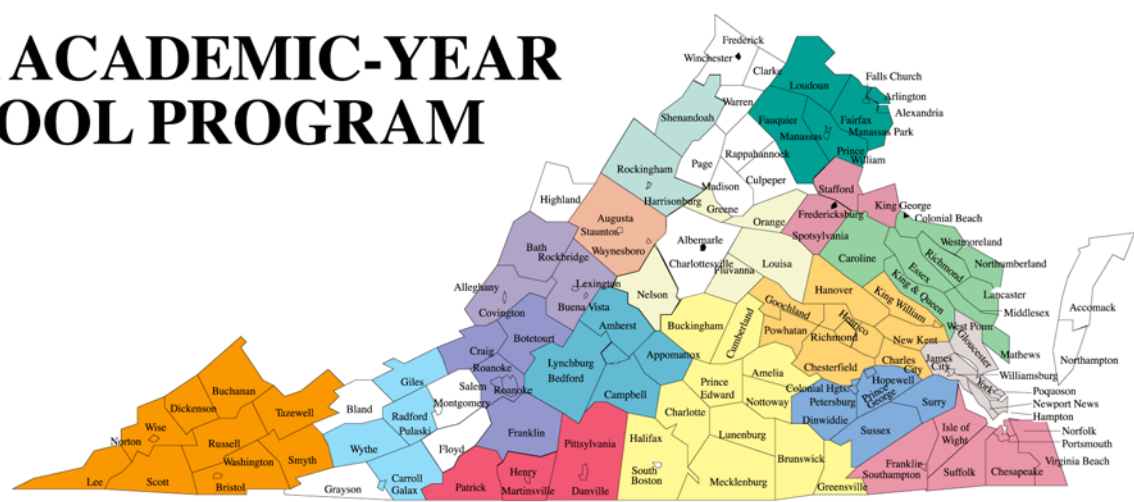 ACADEMIC-YEAR
OOL PROGRAM
Frederick
Winchester
Clarke
Loudoun
Falls Church
Arlington
Alexandria
Warren
Shenandoah
Fauquier
Fairfax
Manassas
Manassas Park
Prince
William
Rappahannock
Page
Rockingham
Culpeper
Madison
Stafford
Highland
Harrisonburg
Greene
King George
Fredericksburg
Colonial Beach
Augusta
Orange
Staunton
Spotsylvania
Albemarle
Westmoreland
Bath
Waynesboro
Rockbridge
Caroline
Richmond
Charlottesville
Louisa
Northumberland
Fluvanna
Essex
Alleghany
Lexington
Nelson
Hanover
King & Queen
Lancaster
King William
Buena Vista
Goochland
Middlesex
Accomack
Covington
Amherst
Buckingham
Cumberland
Henrico
West Point
Powhatan
Richmond
Gloucester
Botetourt
New Kent
Craig
Appomattox
Mathews
Lynchburg
Charles
City
James
City
Northampton
Roanoke
Chesterfield
Bedford
Amelia
Williamsburg
Giles
Salem
Roanoke
Prince
Edward
Colonial Hgts.
Hopewell
York
Poquoson
Buchanan
Campbell
Petersburg
Prince
George
Newport News
Bland
Montgomery
Nottoway
Surry
Hampton
Dickenson
Tazewell
Radford
Charlotte
Dinwiddie
Norfolk
Wise
Pulaski
Sussex
Isle of
Wight
Portsmouth
Norton
Russell
Wythe
Floyd
Franklin
Pittsylvania
Halifax
Lunenburg
Virginia Beach
Washington
Smyth
Brunswick
Franklin
Southampton
Suffolk
Chesapeake
Lee
Scott
Bristol
Grayson
Carroll
Galax
Patrick
Henry
Martinsville
Danville
South
Boston
Mecklenburg
Greensville